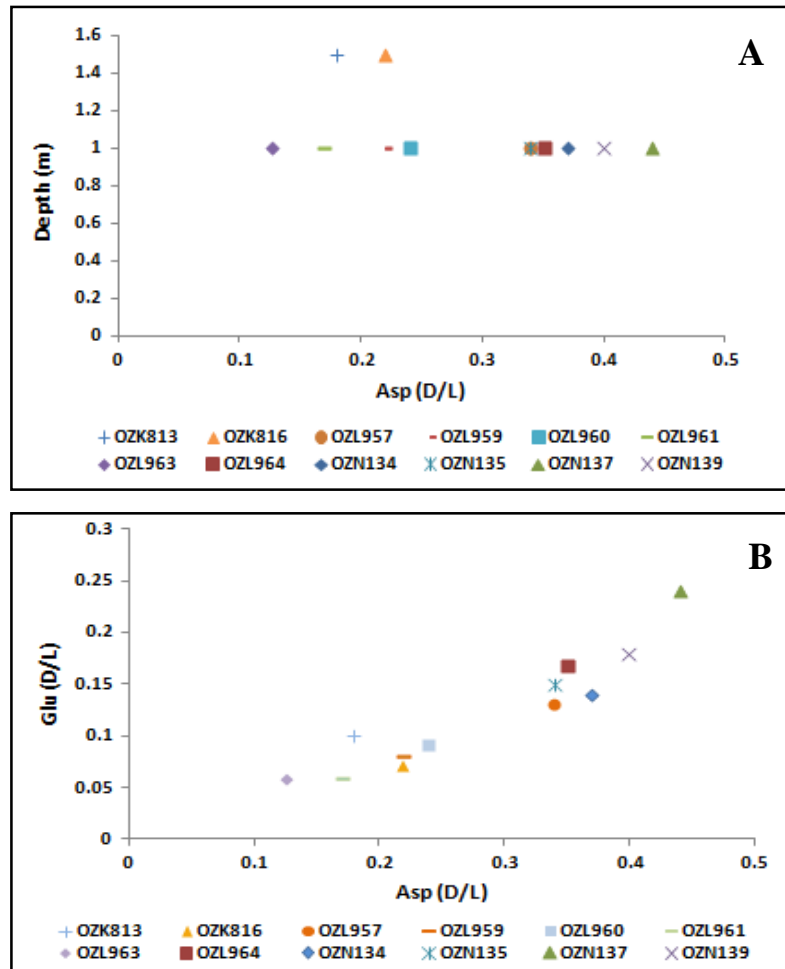 A
1.6
1.4
1.2
1
0.8
0.6
0.4
0.2
0
Depth (m)
0 0.1 0.2 0.3 0.4 0.5
Asp (D/L)
OZK813 OZK816 OZL957 OZL959 OZL960 OZL961
OZL963 OZL964 OZN134 OZN135 OZN137 OZN139
B
0.3
0.25
0.2
0.15
0.1
0.05
0
Glu (D/L)
0 0.1 0.2 0.3 0.4 0.5
Asp (D/L)
OZK813 OZK816 OZL957 OZL959 OZL960 OZL961
OZL963 OZL964 OZN134 OZN135 OZN137 OZN139